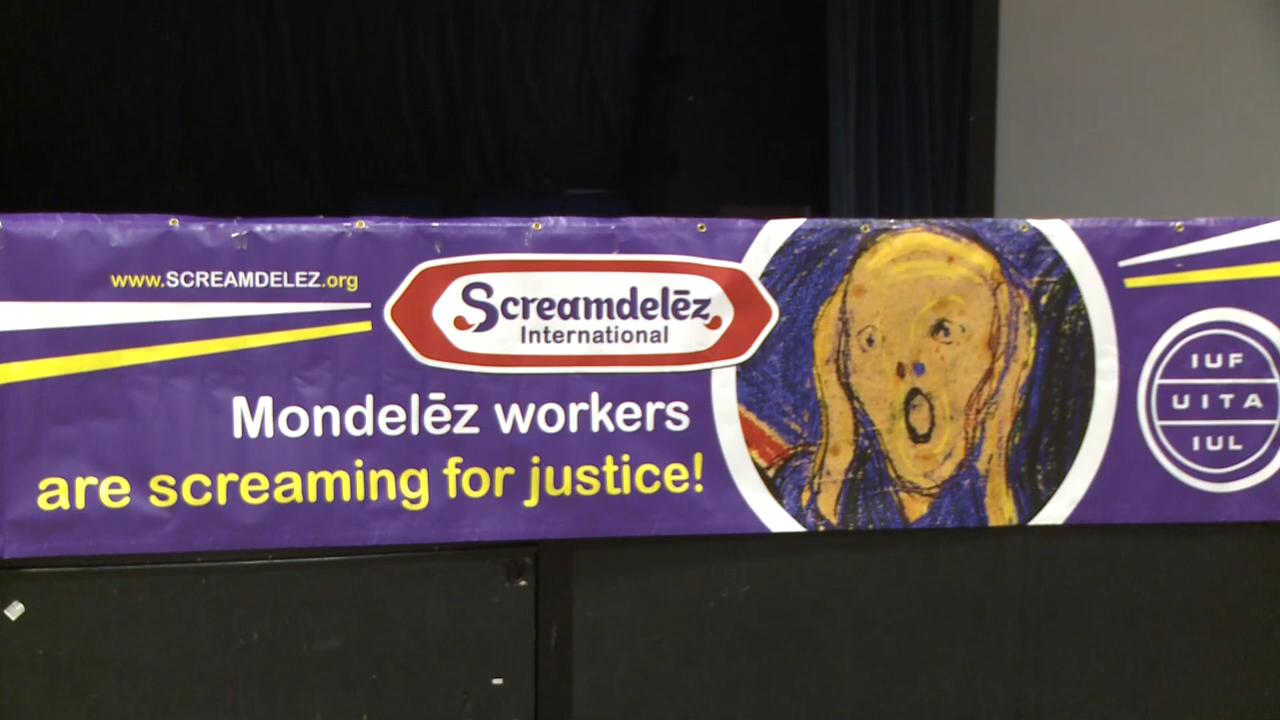 www.SCREAMDELEZ.org
Screamdelēz
International
Mondelēz workers
are screaming for justice!
IUF
UITA
IUL